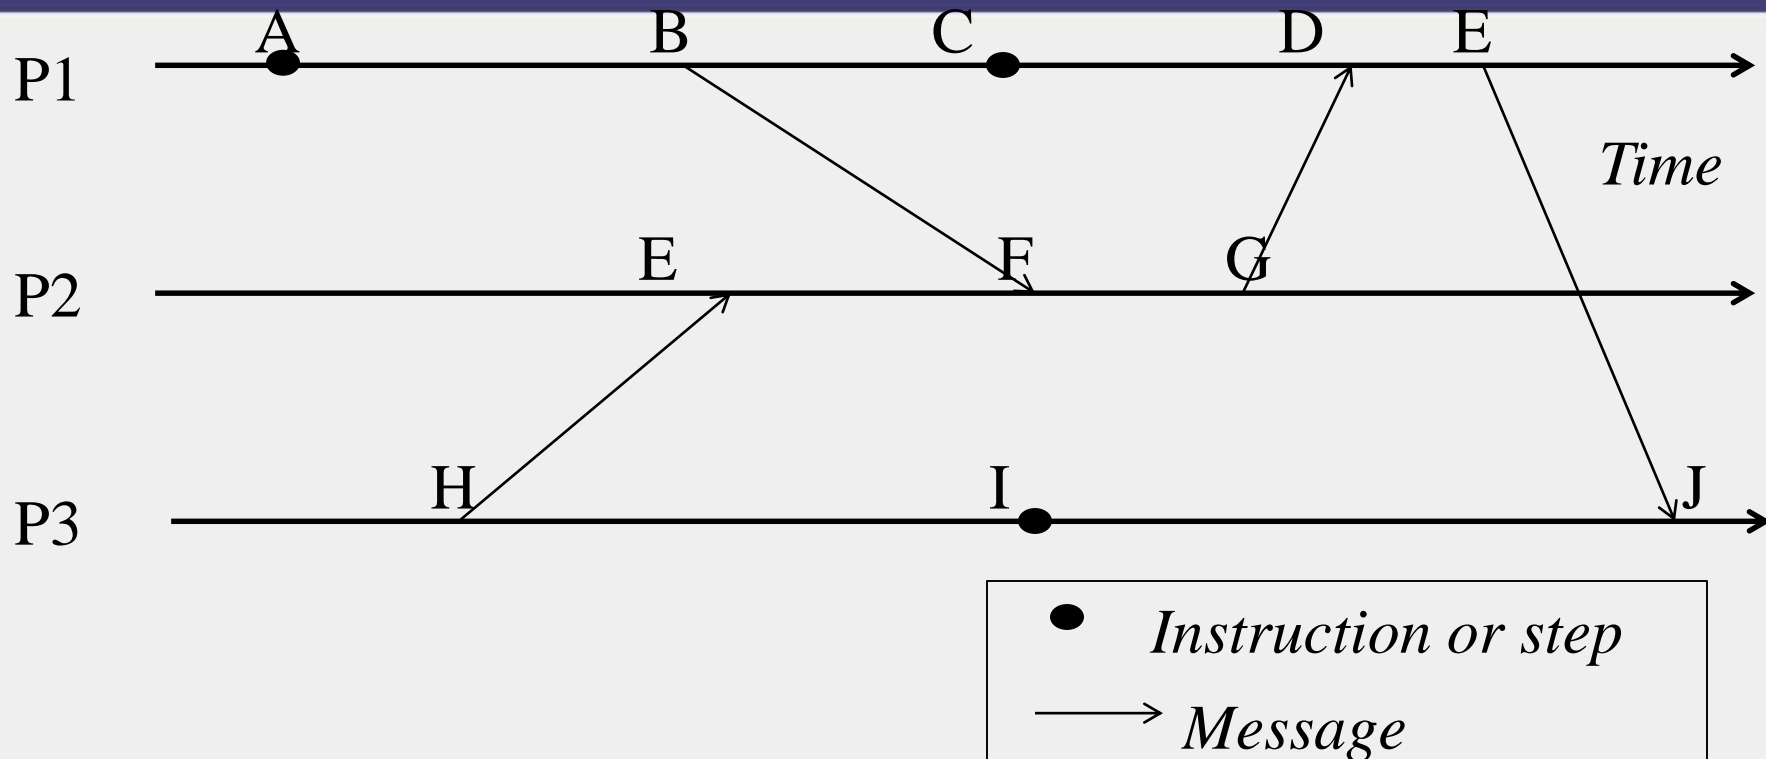 A B C D E
P1
Time
E F G
P2
H I J
P3
Instruction or step
Message